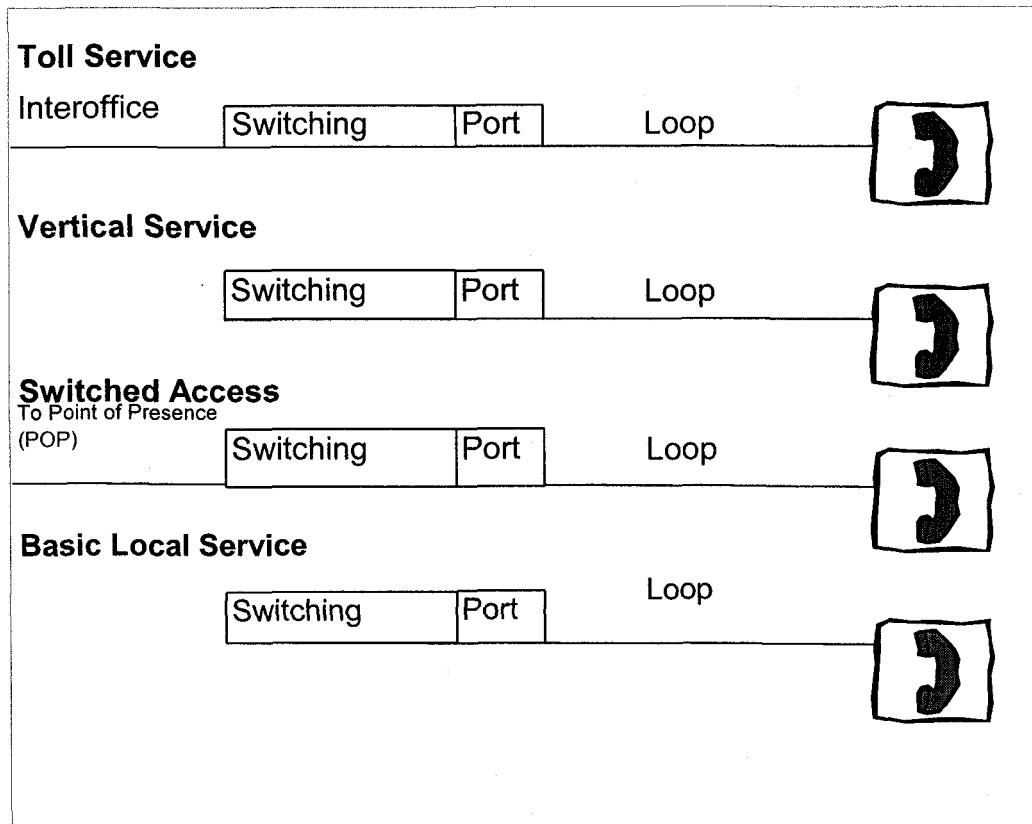 Toll Service
Interoffice
Switching Port Loop
Vertical Service
Switching Port Loop
Switched Access
To Point of Presence
(POP)
Switching Port Loop
Basic Local Service
Loop
Switching Port